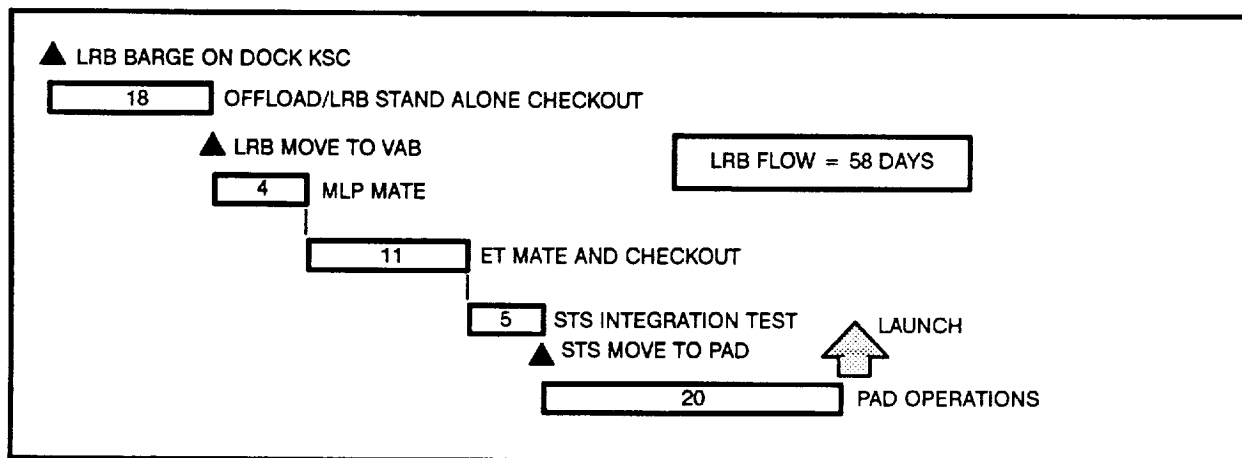 LRB BARGE ON DOCK KSC
18 OFFLOAD/LRB STAND ALONE CHECKOUT
LRB MOVE TO VAB
LRB FLOW = 58 DAYS
4 MLP MATE
11 ET MATE AND CHECKOUT
5 STS INTEGRATION TEST
LAUNCH
STS MOVE TO PAD
20 PAD OPERATIONS